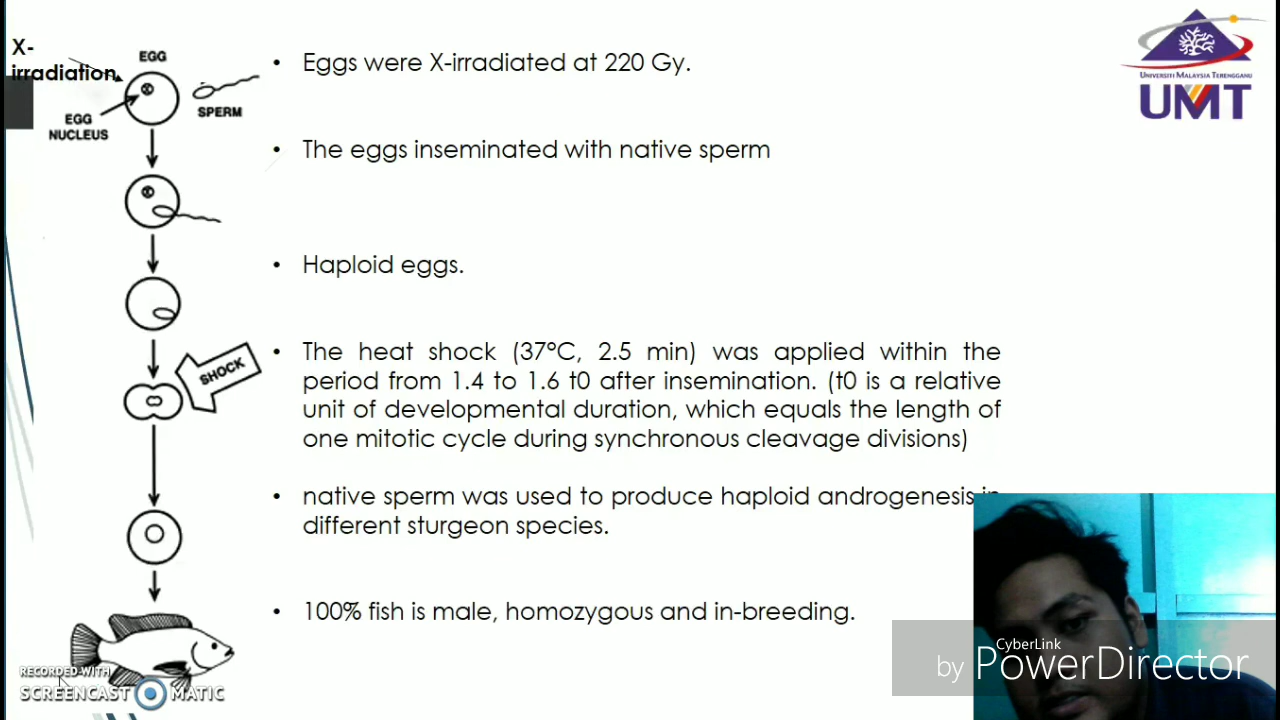 X-
irradiation
EGG
SPERM
EGG
NUCLEUS
SHOCK
• Eggs were X-irradiated at 220 Gy.
• The eggs inseminated with native sperm
• Haploid eggs.
• The heat shock (37°C, 2.5 min) was applied within the
period from 1.4 to 1.6 t0 after insemination. (t0 is a relative
unit of developmental duration, which equals the length of
one mitotic cycle during synchronous cleavage divisions)
• native sperm was used to produce haploid androgenesis in
different sturgeon species.
• 100% fish is male, homozygous and in-breeding.
UNIVERSITI MALAYSIA TERENGGANU
UMT
RECORDED WITH
SCREENCAST MATIC
CyberLink
by PowerDirector